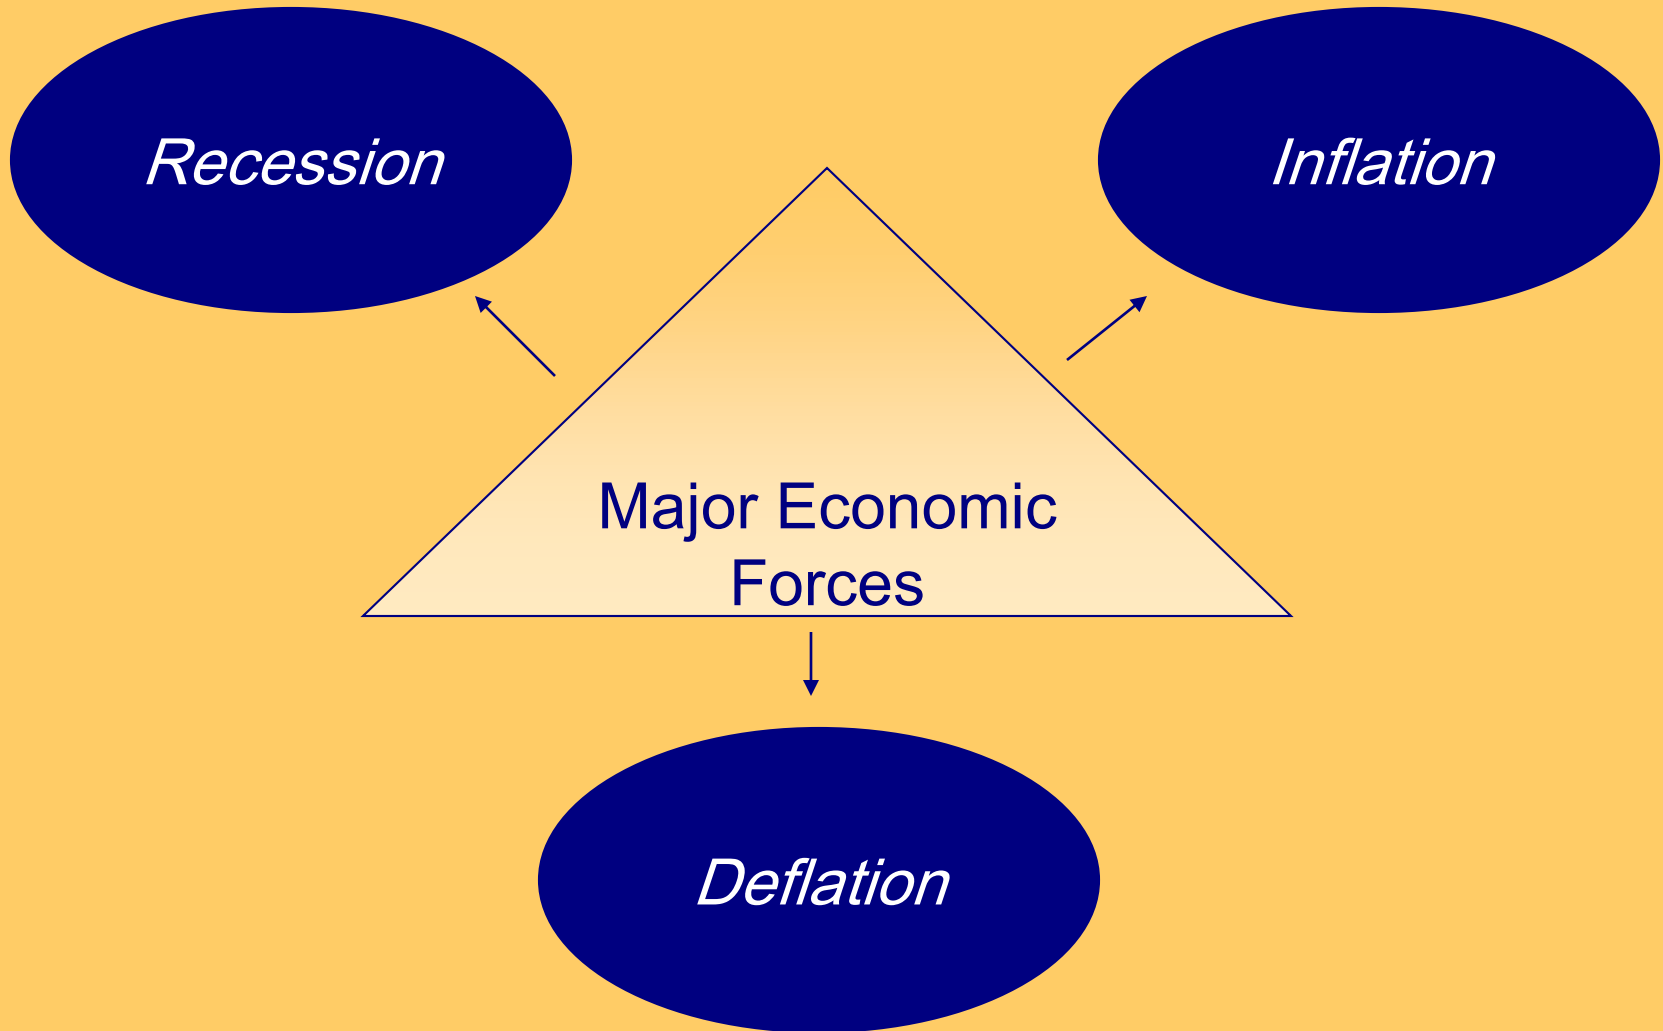 Recession
Inflation
Major Economic
Forces
Deflation